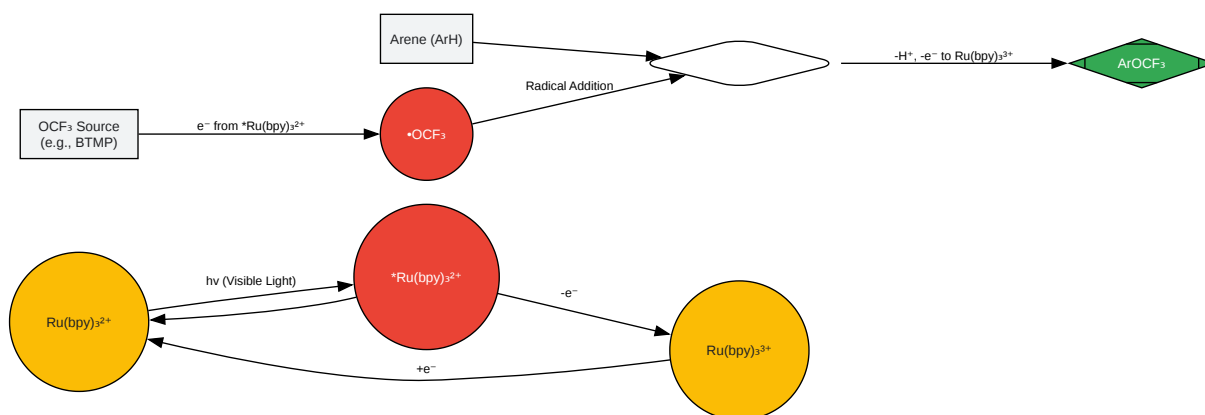 Arene (ArH)
-H⁺, -e⁻ to Ru(bpy)₃³⁺
ArOCF₃
Radical Addition
OCF₃ Source
(e.g., BTMP)
e⁻ from *Ru(bpy)₃²⁺
•OCF₃
hν (Visible Light)
*Ru(bpy)₃²⁺
-e⁻
Ru(bpy)₃²⁺
Ru(bpy)₃³⁺
+e⁻